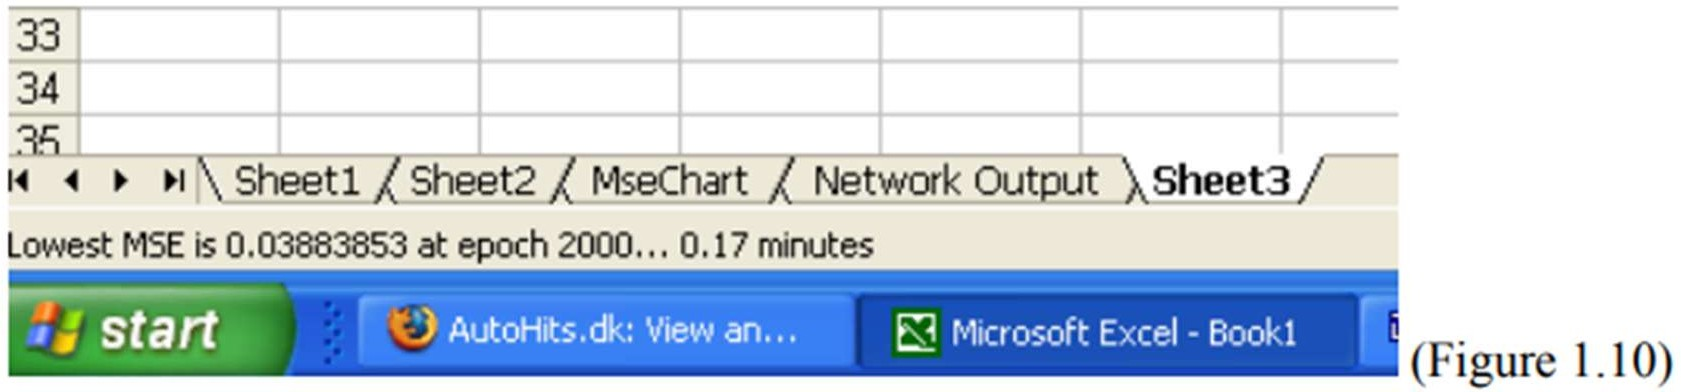 33
34
35
Sheet1 Sheet2 MseChart Network Output Sheet3
Lowest MSE is 0.03883853 at epoch 2000... 0.17 minutes
start AutoHits.dk: View an... Microsoft Excel - Book1
(Figure 1.10)